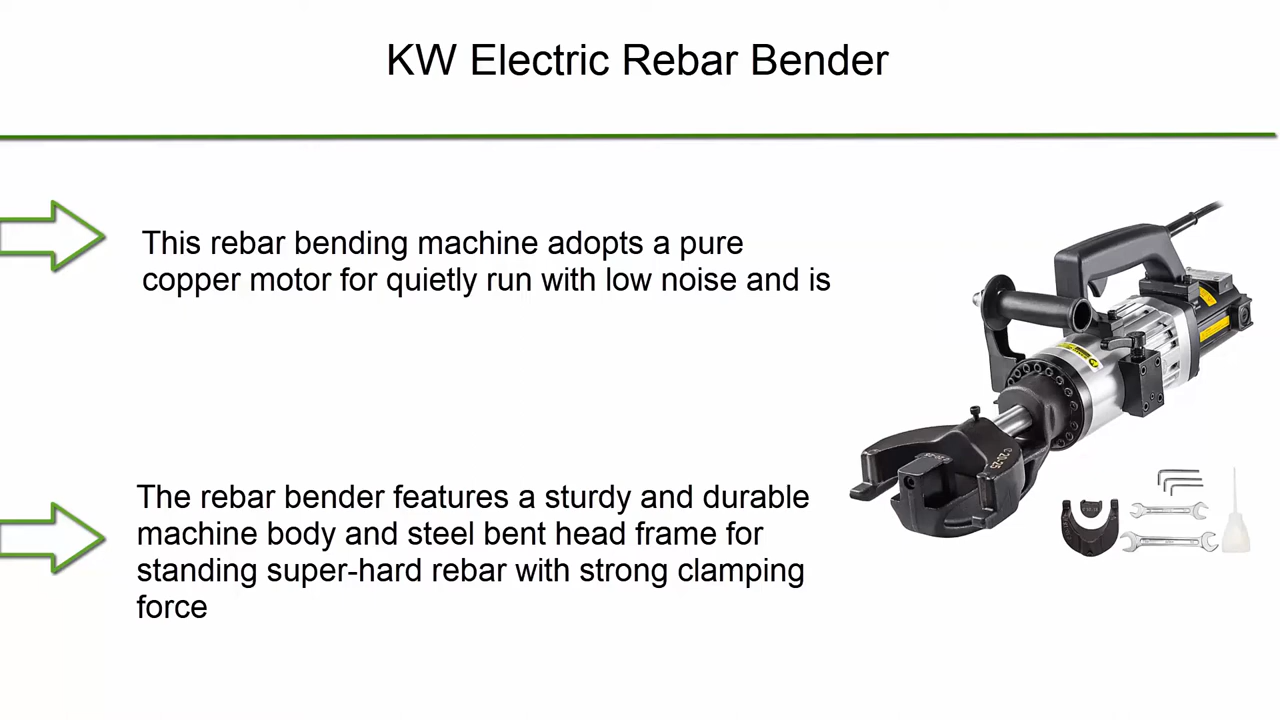 KW Electric Rebar Bender
This rebar bending machine adopts a pure
copper motor for quietly run with low noise and is
The rebar bender features a sturdy and durable
machine body and steel bent head frame for
standing super-hard rebar with strong clamping
force